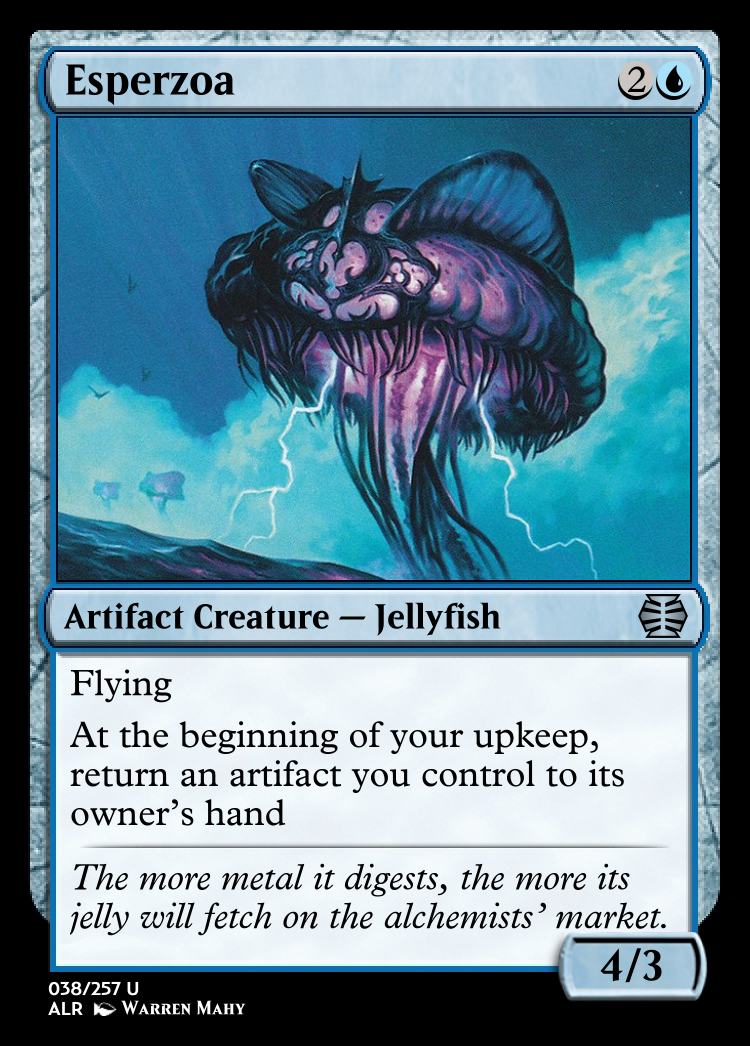 Esperzoa 2
Artifact Creature — Jellyfish
Flying
At the beginning of your upkeep,
return an artifact you control to its
owner's hand
The more metal it digests, the more its
jelly will fetch on the alchemists' market.
4/3
038/257 U
ALR Warren Mahy